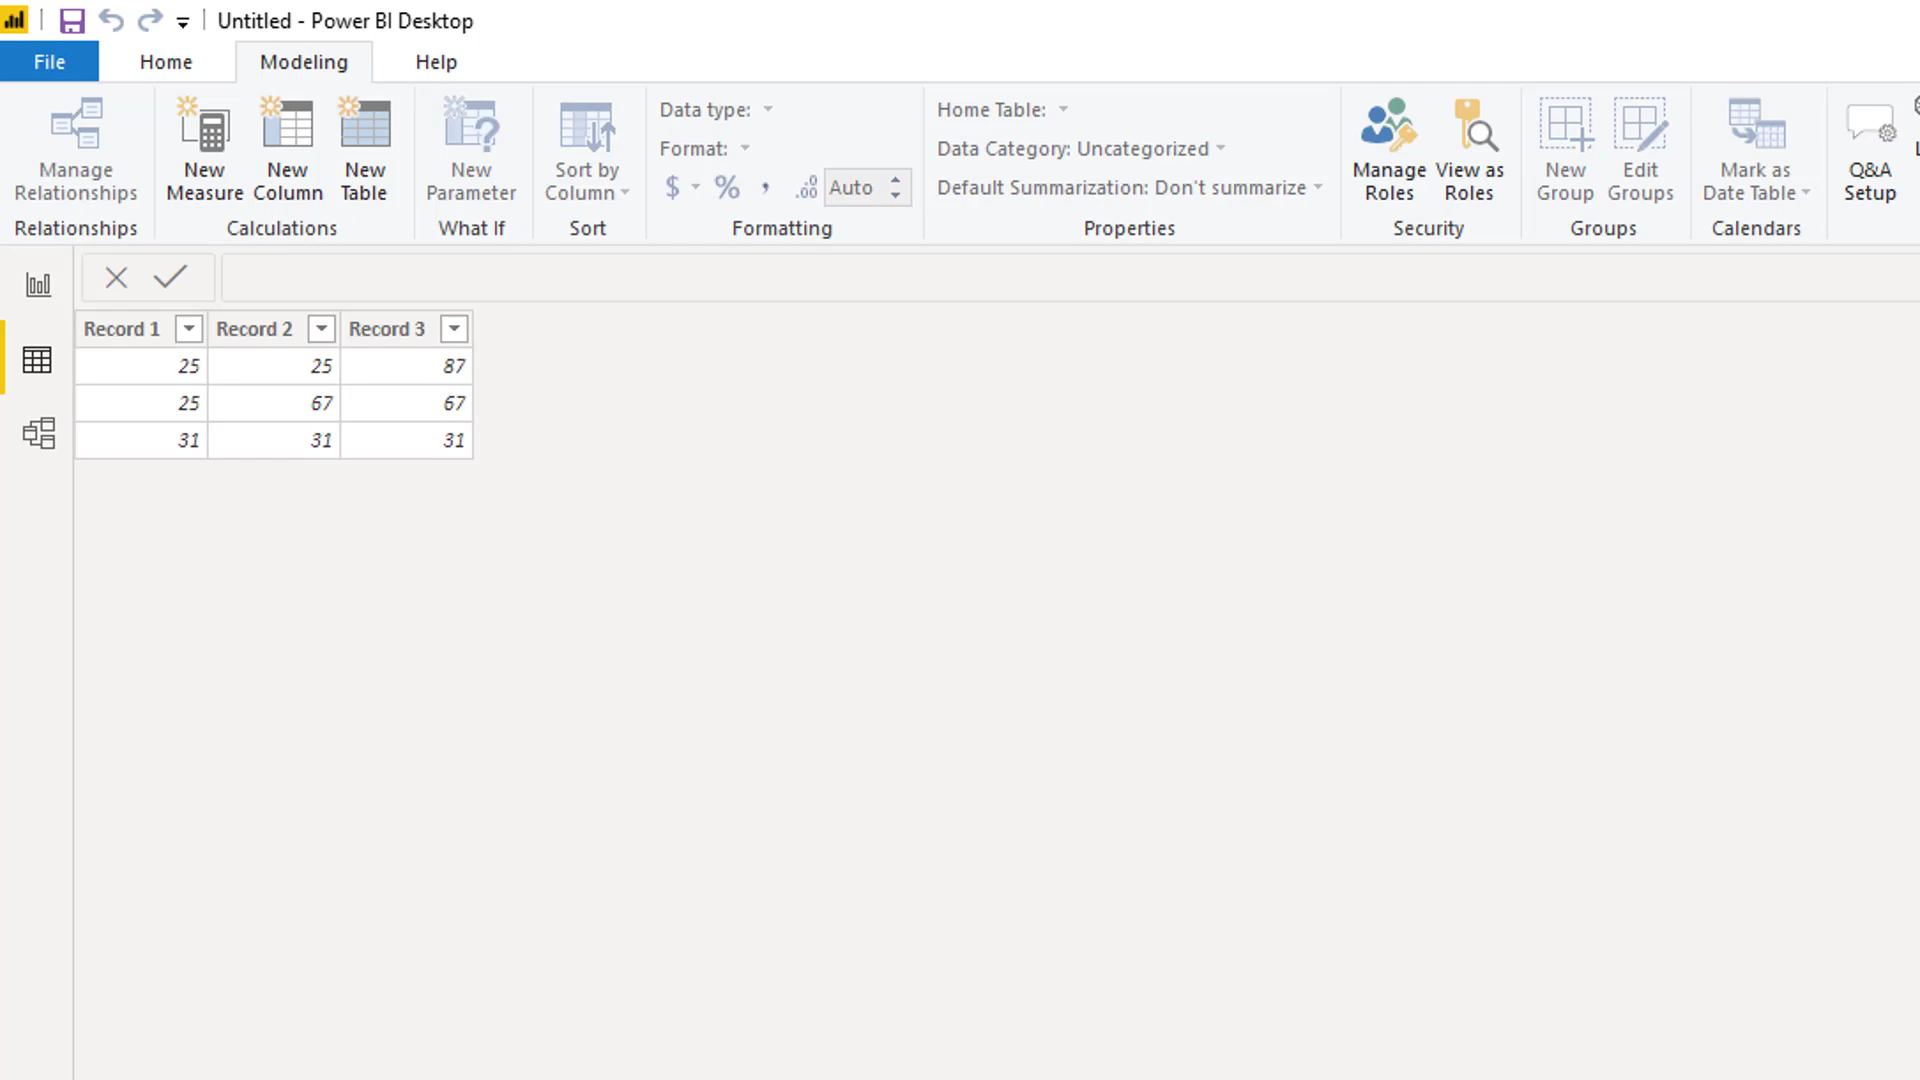 Untitled - Power BI Desktop
File Home Modeling Help
Manage Relationships
New Measure
New Column
New Table
New Parameter
Sort by Column
Data type:
Format:
$ % , .00 Auto
Home Table:
Data Category: Uncategorized
Default Summarization: Don't summarize
Manage Roles
View as Roles
New Group
Edit Groups
Mark as Date Table
Q&A Setup
Relationships Calculations What If Sort Formatting Properties Security Groups Calendars
Record 1 Record 2 Record 3
25 25 87
25 67 67
31 31 31